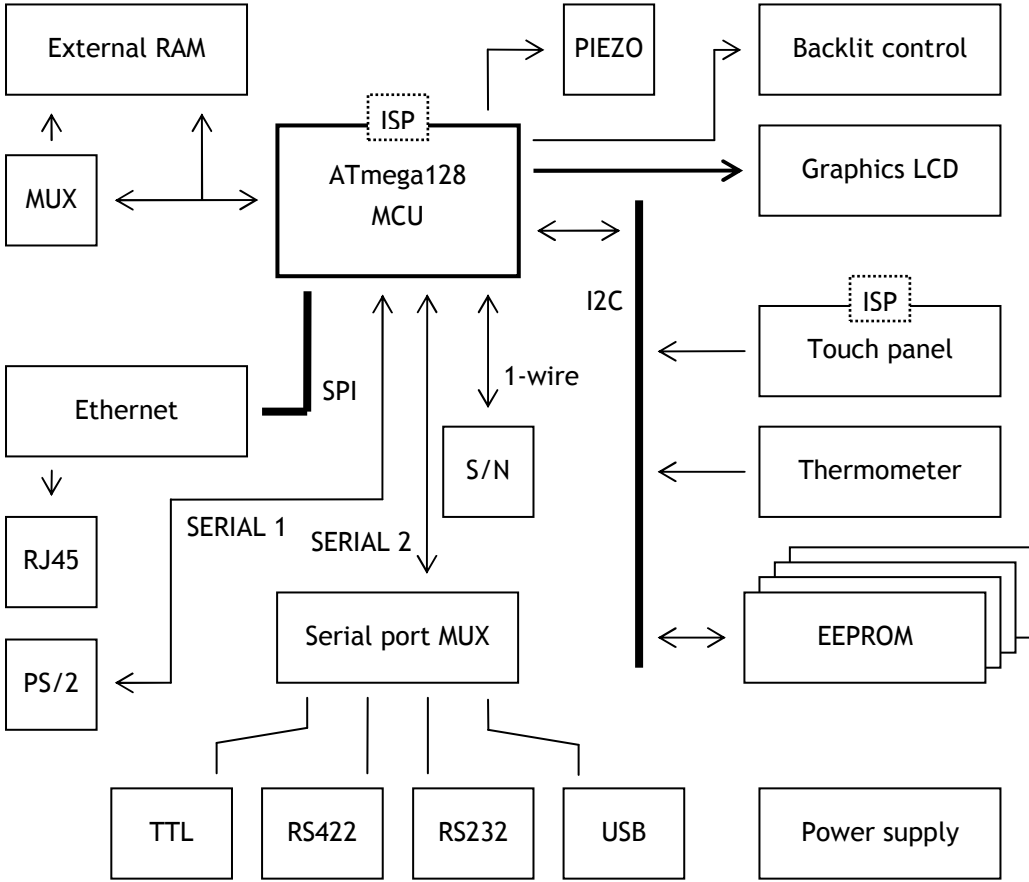 External RAM
PIEZO
Backlit control
ISP
ATmega128
MCU
Graphics LCD
MUX
I2C
ISP
Touch panel
SPI
1-wire
Ethernet
S/N
Thermometer
SERIAL 1
SERIAL 2
RJ45
Serial port MUX
EEPROM
PS/2
TTL
RS422
RS232
USB
Power supply